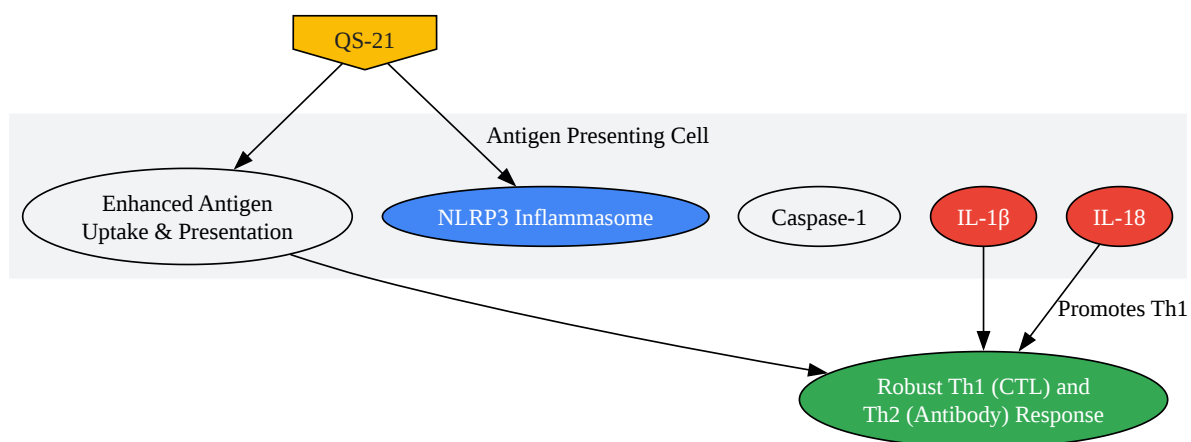 QS-21
Antigen Presenting Cell
Enhanced Antigen
Uptake & Presentation
NLRP3 Inflammasome
Caspase-1
IL-1β
IL-18
Promotes Th1
Robust Th1 (CTL) and
Th2 (Antibody) Response